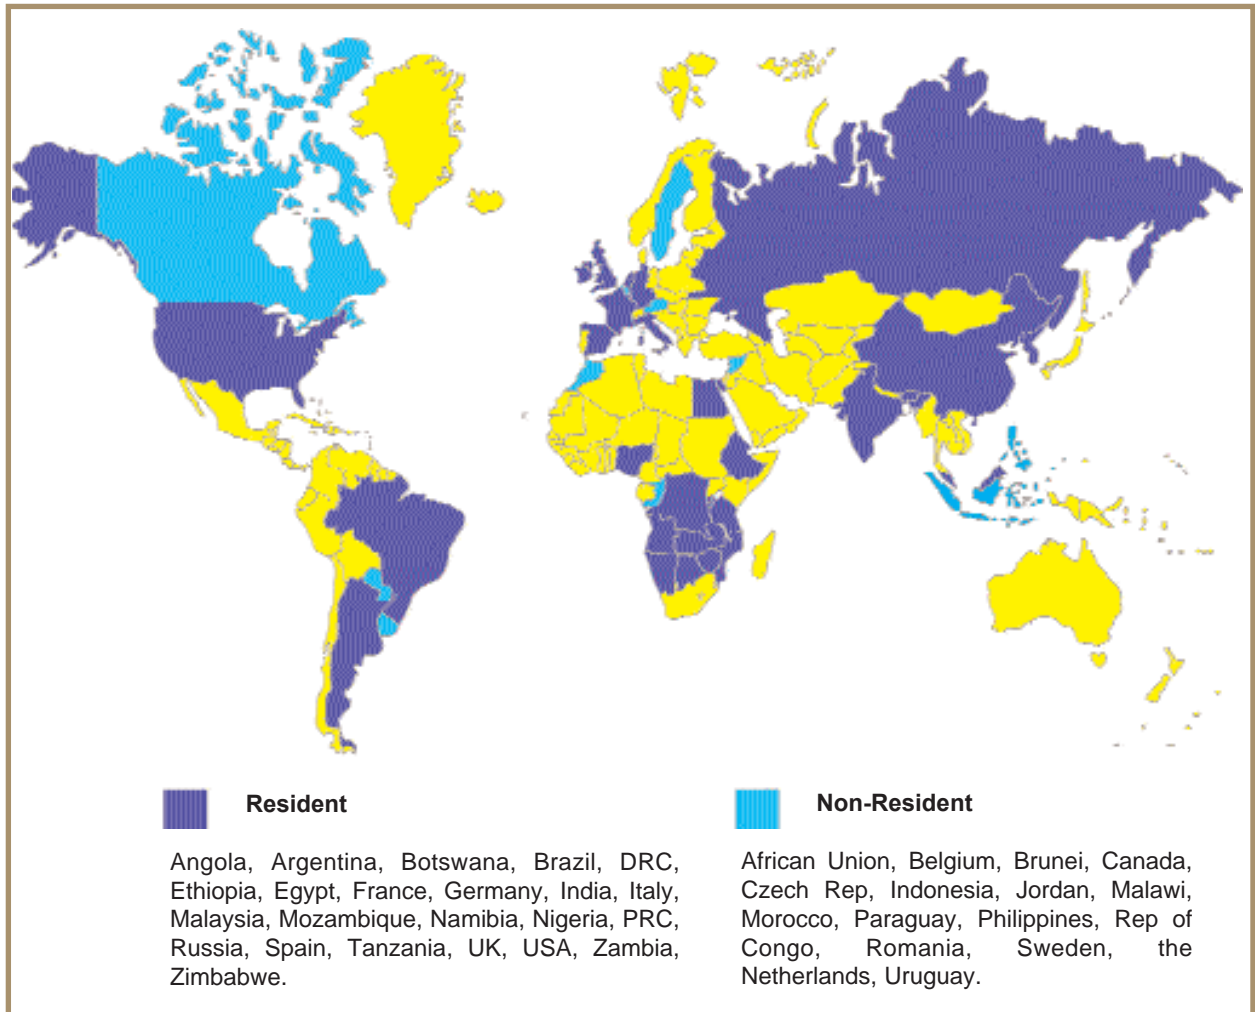 Resident
Angola, Argentina, Botswana, Brazil, DRC,
Ethiopia, Egypt, France, Germany, India, Italy,
Malaysia, Mozambique, Namibia, Nigeria, PRC,
Russia, Spain, Tanzania, UK, USA, Zambia,
Zimbabwe.
Non-Resident
African Union, Belgium, Brunei, Canada,
Czech Rep, Indonesia, Jordan, Malawi,
Morocco, Paraguay, Philippines, Rep of
Congo, Romania, Sweden, the
Netherlands, Uruguay.